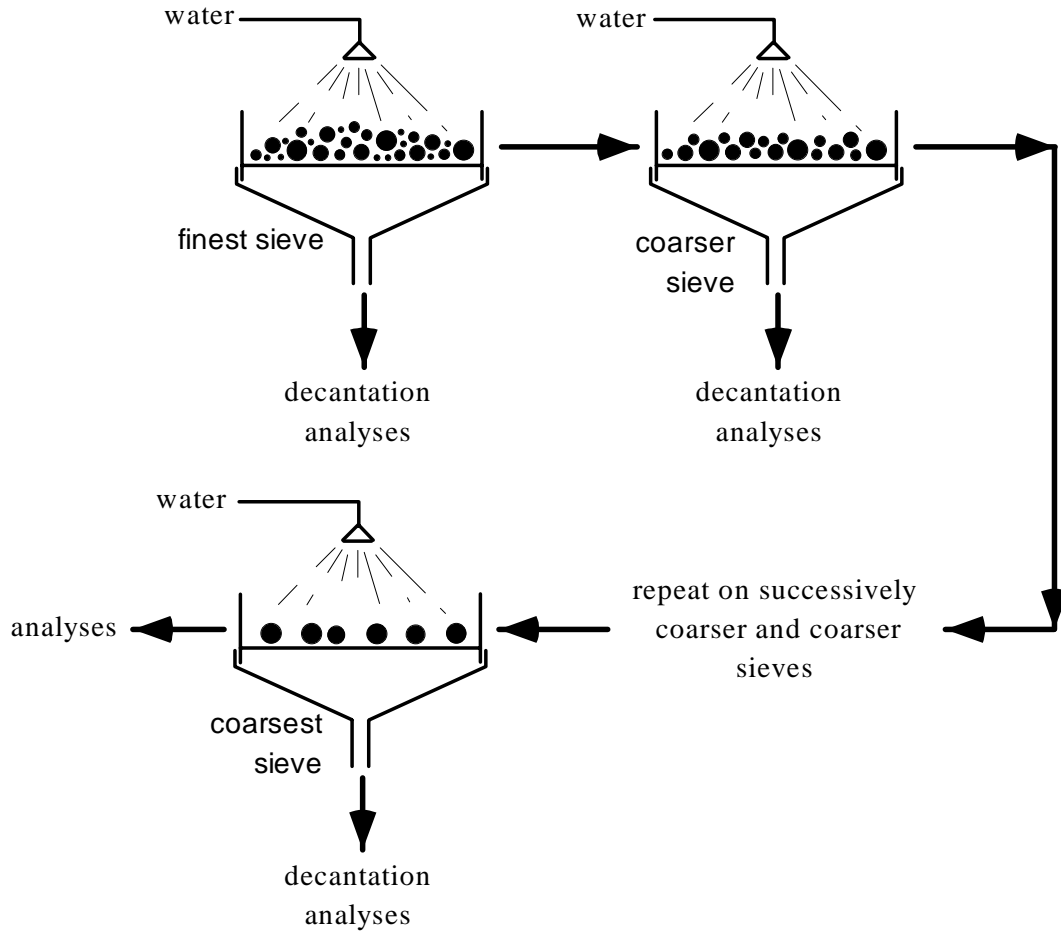 water
water
finest sieve
coarser
sieve
decantation
analyses
decantation
analyses
water
repeat on successively
coarser and coarser
sieves
analyses
coarsest
sieve
decantation
analyses